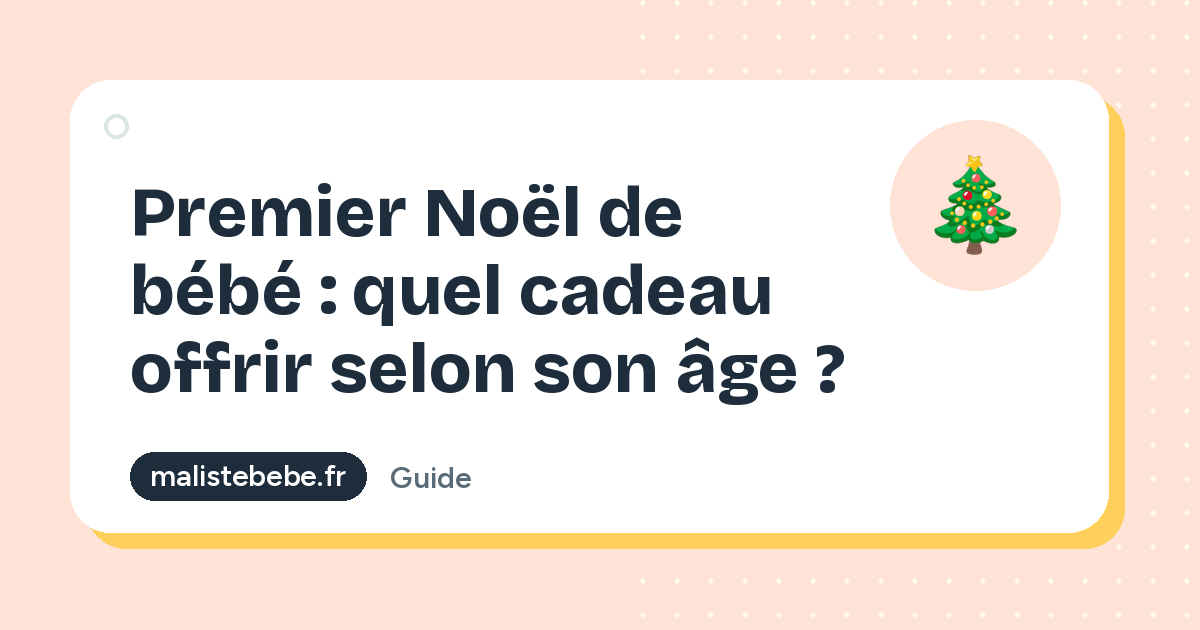 Premier Noël de
bébé : quel cadeau
offrir selon son âge ?
malistebebe.fr Guide